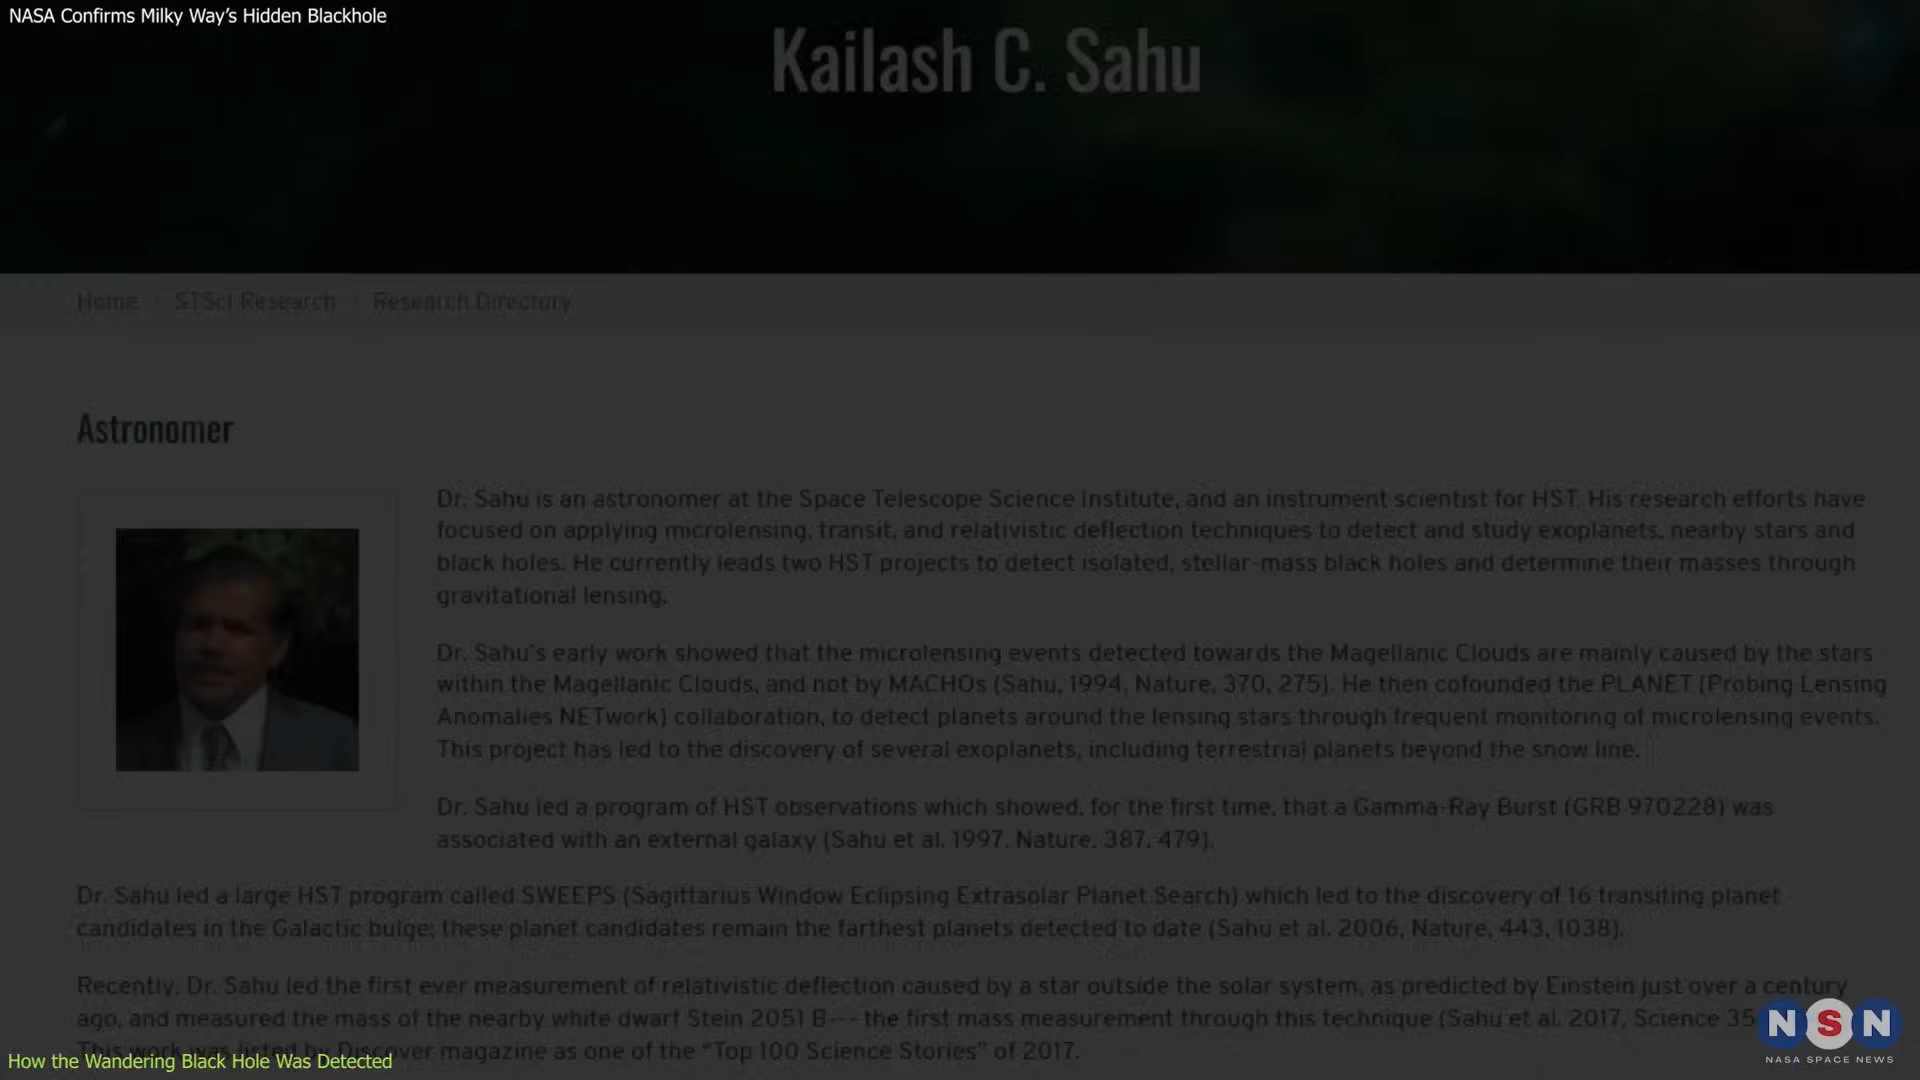 NASA Confirms Milky Way's Hidden Blackhole
Kailash C. Sahu
Home
STScI Research
Research Directory
Astronomer
Dr. Sahu is an astronomer at the Space Telescope Science Institute, and an instrument scientist for HST. His research efforts have
focused on applying microlensing, transit, and relativistic deflection techniques to detect and study exoplanets, nearby stars and
black holes. He currently leads two HST projects to detect isolated, stellar-mass black holes and determine their masses through
gravitational lensing.
Dr. Sahu's early work showed that the microlensing events detected towards the Magellanic Clouds are mainly caused by the stars
within the Magellanic Clouds, and not by MACHOs (Sahu, 1994, Nature, 370, 275). He then cofounded the PLANET (Probing Lensing
Anomalies NETwork) collaboration, to detect planets around the lensing stars through frequent monitoring of microlensing events.
This project has led to the discovery of several exoplanets, including terrestrial planets beyond the snow line.
Dr. Sahu led a program of HST observations which showed, for the first time, that a Gamma-Ray Burst (GRB 970228) was
associated with an external galaxy (Sahu et al. 1997, Nature, 387, 479).
Dr. Sahu led a large HST program called SWEEPS (Sagittarius Window Eclipsing Extrasolar Planet Search) which led to the discovery of 16 transiting planet
candidates in the Galactic bulge; these planet candidates remain the farthest planets detected to date (Sahu et al. 2006, Nature, 443, 1038).
Recently, Dr. Sahu led the first ever measurement of relativistic deflection caused by a star outside the solar system, as predicted by Einstein just over a century
ago, and measured the mass of the nearby white dwarf Stein 2051 B--- the first mass measurement through this technique (Sahu et al. 2017, Science 35
This work was listed by Discover magazine as one of the "Top 100 Science Stories" of 2017.
How the Wandering Black Hole Was Detected
NSN
NASA SPACE NEWS